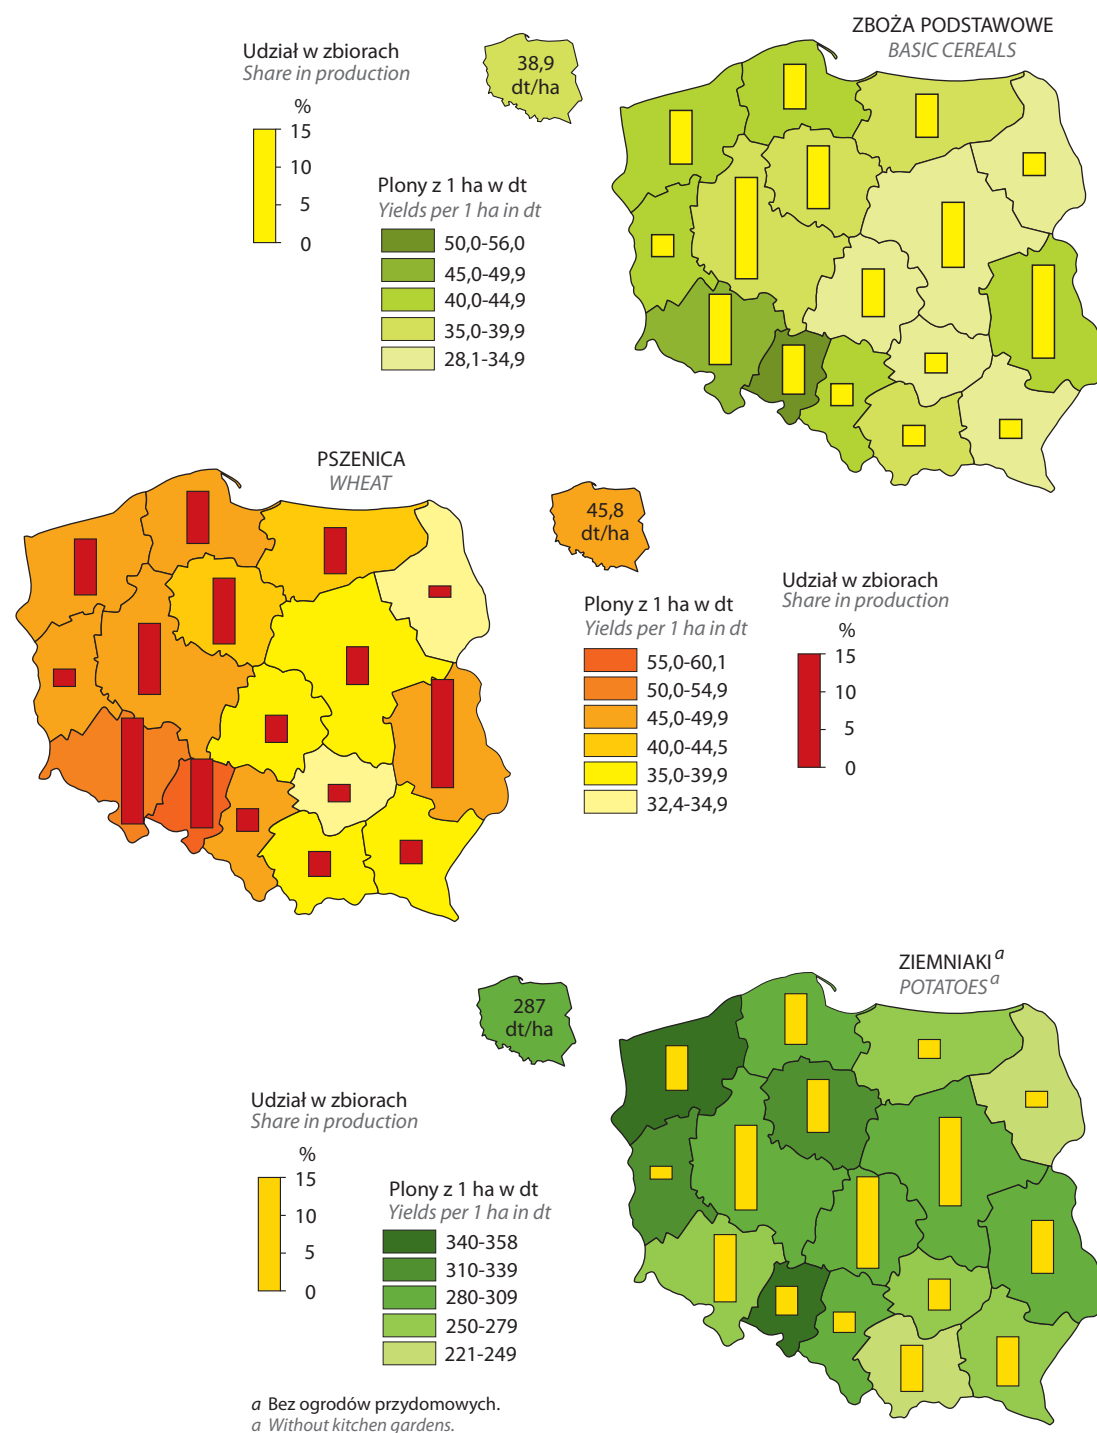 ZBOŻA PODSTAWOWE
BASIC CEREALS
Udział w zbiorach
Share in production
%
15
10
5
0
38,9
dt/ha
Plony z 1 ha w dt
Yields per 1 ha in dt
50,0-56,0
45,0-49,9
40,0-44,9
35,0-39,9
28,1-34,9
PSZENICA
WHEAT
45,8
dt/ha
Plony z 1 ha w dt
Yields per 1 ha in dt
55,0-60,1
50,0-54,9
45,0-49,9
40,0-44,5
35,0-39,9
32,4-34,9
Udział w zbiorach
Share in production
%
15
10
5
0
ZIEMNIAKI a
POTATOES a
287
dt/ha
Udział w zbiorach
Share in production
%
15
10
5
0
Plony z 1 ha w dt
Yields per 1 ha in dt
340-358
310-339
280-309
250-279
221-249
a Bez ogrodów przydomowych.
a Without kitchen gardens.